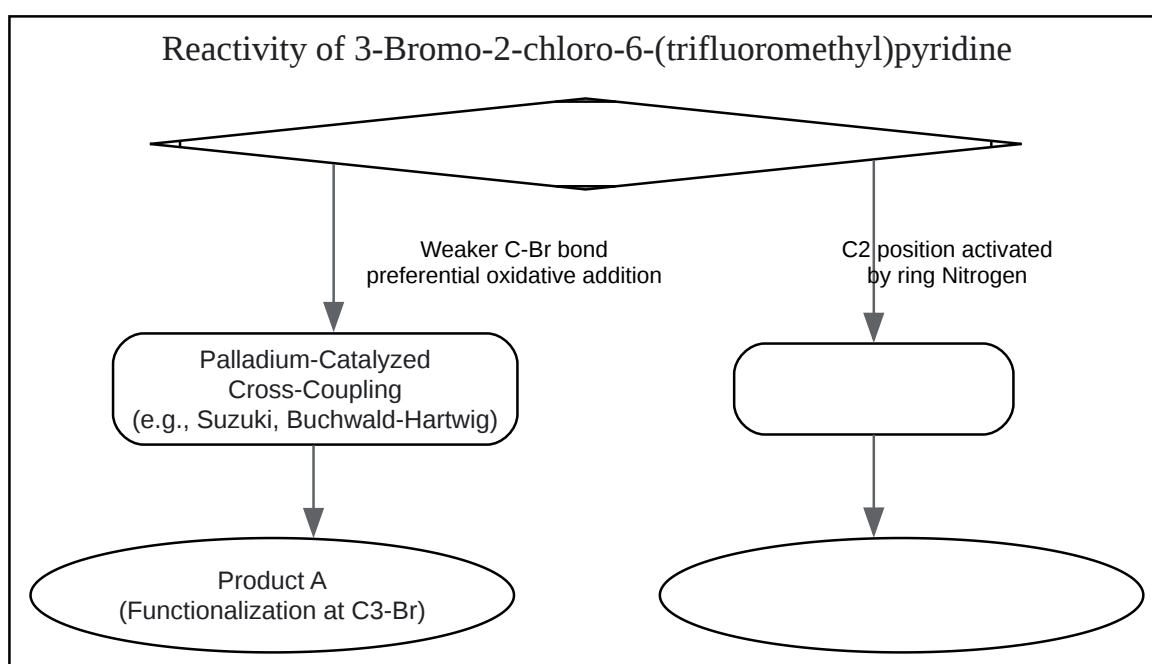 Reactivity of 3-Bromo-2-chloro-6-(trifluoromethyl)pyridine
Weaker C-Br bond
preferential oxidative addition
C2 position activated
by ring Nitrogen
Palladium-Catalyzed
Cross-Coupling
(e.g., Suzuki, Buchwald-Hartwig)
Product A
(Functionalization at C3-Br)